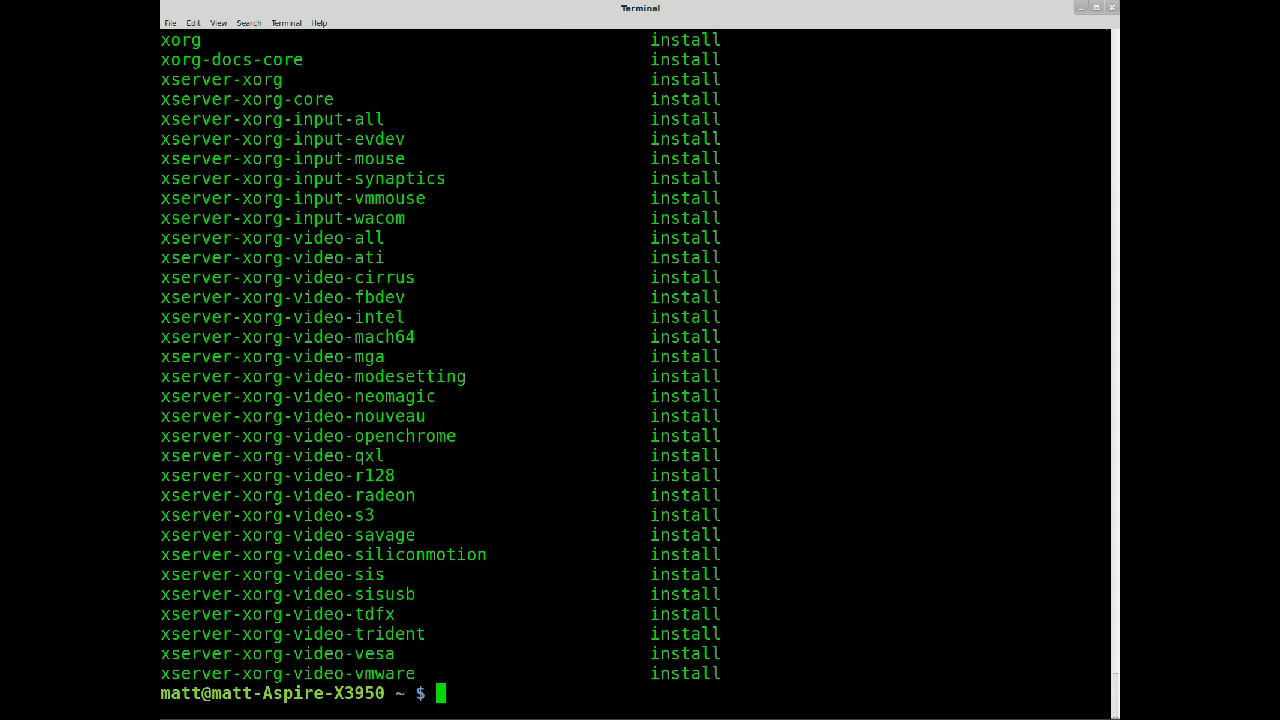 Terminal
File Edit View Search Terminal Help
xorg install
xorg-docs-core install
xserver-xorg install
xserver-xorg-core install
xserver-xorg-input-all install
xserver-xorg-input-evdev install
xserver-xorg-input-mouse install
xserver-xorg-input-synaptics install
xserver-xorg-input-vmmouse install
xserver-xorg-input-wacom install
xserver-xorg-video-all install
xserver-xorg-video-ati install
xserver-xorg-video-cirrus install
xserver-xorg-video-fbdev install
xserver-xorg-video-intel install
xserver-xorg-video-mach64 install
xserver-xorg-video-mga install
xserver-xorg-video-modesetting install
xserver-xorg-video-neomagic install
xserver-xorg-video-nouveau install
xserver-xorg-video-openchrome install
xserver-xorg-video-qxl install
xserver-xorg-video-r128 install
xserver-xorg-video-radeon install
xserver-xorg-video-s3 install
xserver-xorg-video-savage install
xserver-xorg-video-siliconmotion install
xserver-xorg-video-sis install
xserver-xorg-video-sisusb install
xserver-xorg-video-tdfx install
xserver-xorg-video-trident install
xserver-xorg-video-vesa install
xserver-xorg-video-vmware install
matt@matt-Aspire-X3950 ~ $